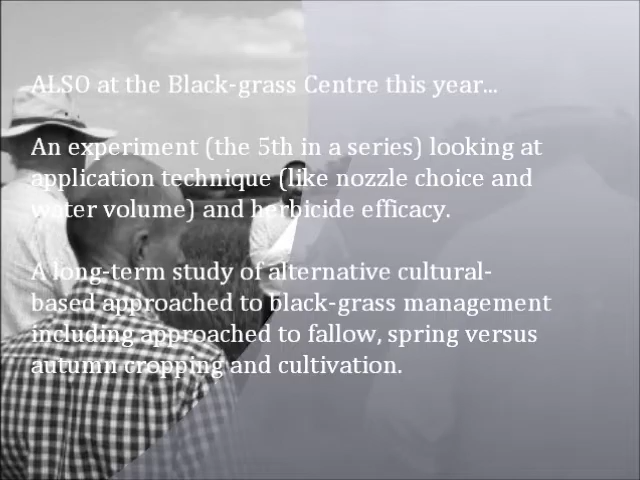 ALSO at the Black-grass Centre this year...
An experiment (the 5th in a series) looking at
application technique (like nozzle choice and
water volume) and herbicide efficacy.
A long-term study of alternative cultural-
based approached to black-grass management
including approached to fallow, spring versus
autumn cropping and cultivation.